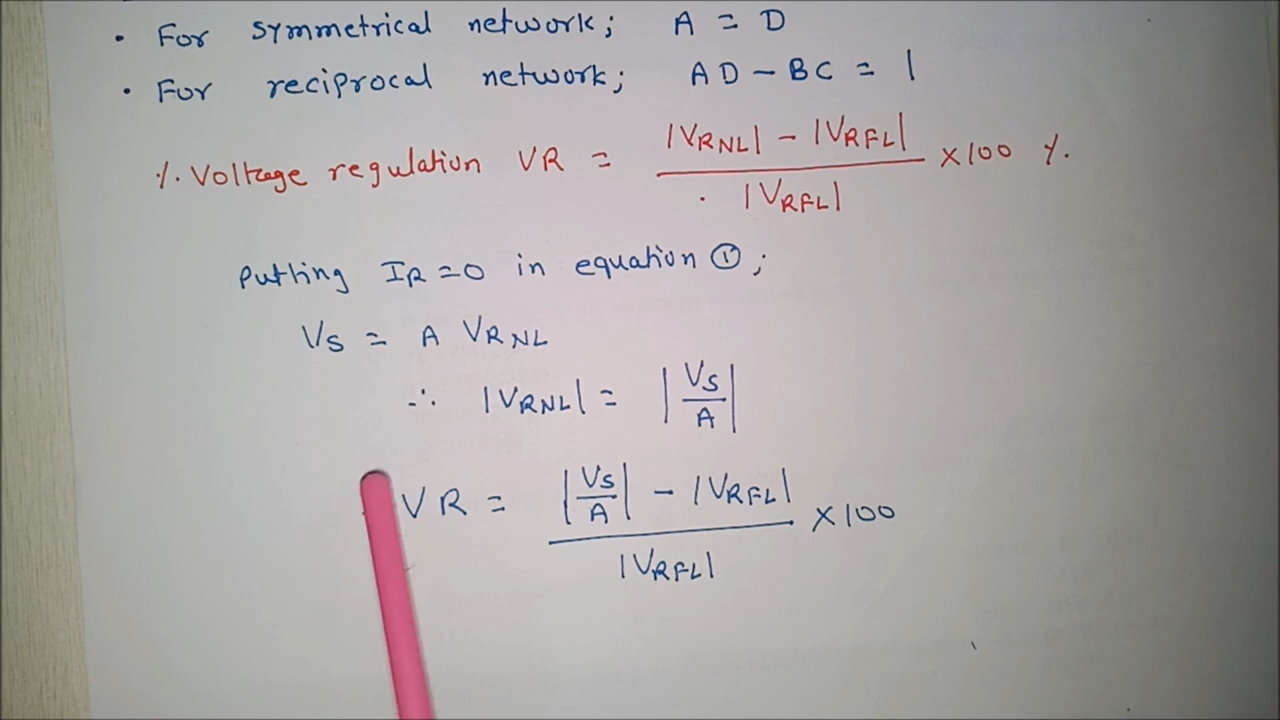 • For symmetrical network; A = D
• For reciprocal network; AD - BC = 1
%. Voltage regulation VR = |VRNL| - |VRFL| / |VRFL| × 100 %.
Putting IR = 0 in equation ①;
VS = A VRNL
∴ |VRNL| = |VS/A|
VR = |VS/A| - |VRFL| / |VRFL| × 100